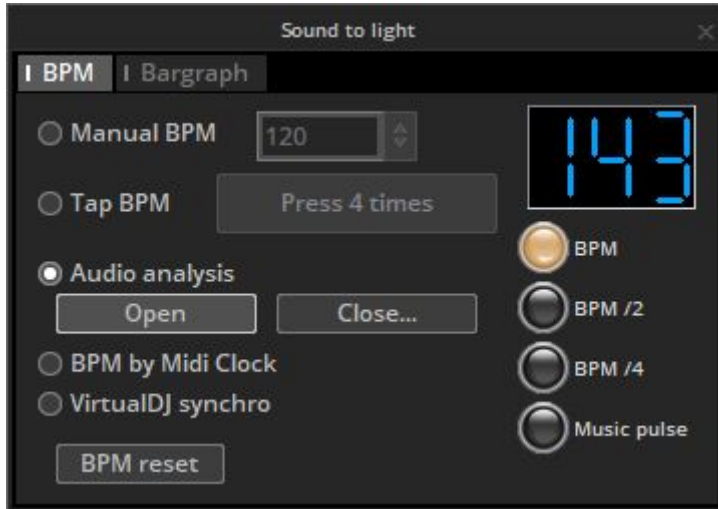 Sound to light
BPM
Bargraph
Manual BPM
120
143
Tap BPM
Press 4 times
BPM
Audio analysis
Open
Close...
BPM /2
BPM by Midi Clock
BPM /4
VirtualDJ synchro
Music pulse
BPM reset